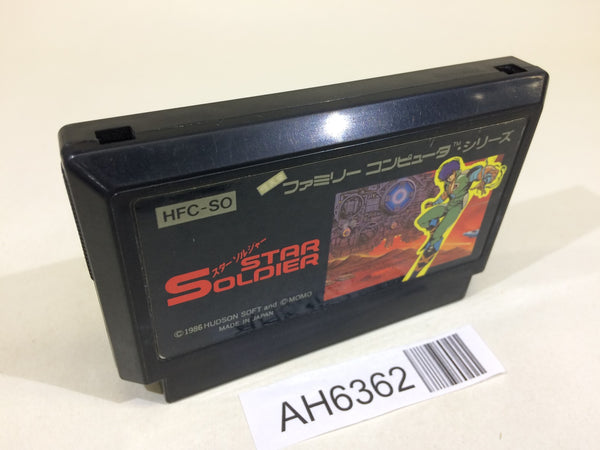 ファミリー コンピュータ™シリーズ
HFC-SO
スターソルジャー
STAR
SOLDIER
©1986 HUDSON SOFT and ©MOMO
MADE IN JAPAN
AH6362